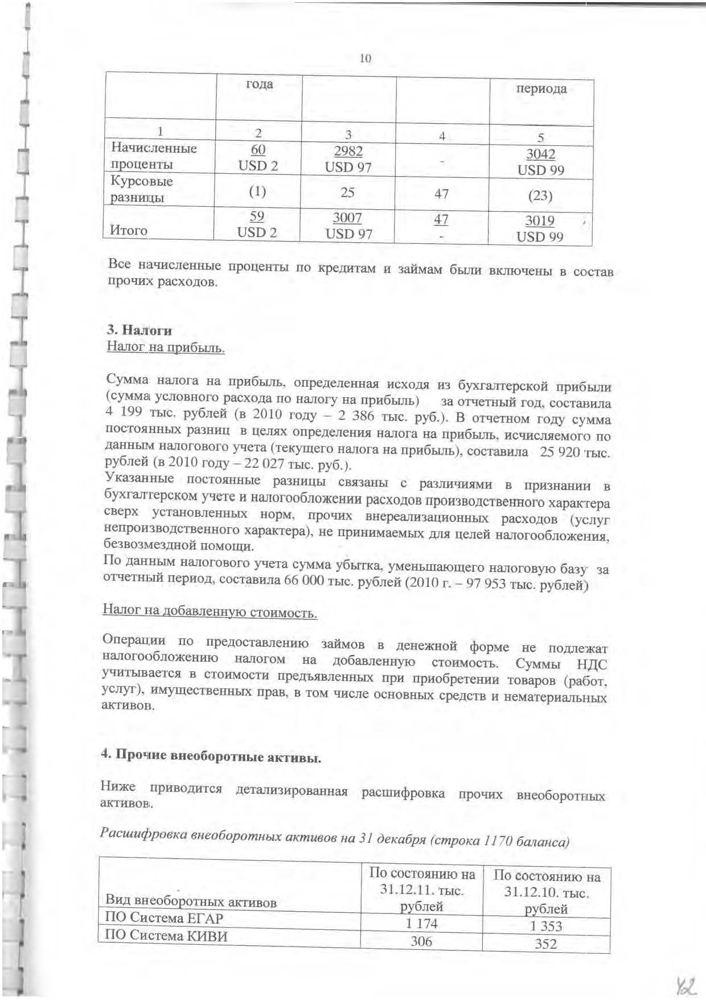 10
года периода
1 2 3 4 5
Начисленные 60 2982 3042
проценты USD 2 USD 97 - USD 99
Курсовые
разницы (1) 25 47 (23)
59 3007 47 3019
Итого USD 2 USD 97 - USD 99
Все начисленные проценты по кредитам и займам были включены в состав
прочих расходов.
3. Налоги
Налог на прибыль.
Сумма налога на прибыль, определенная исходя из бухгалтерской прибыли
(сумма условного расхода по налогу на прибыль) за отчетный год, составила
4 199 тыс. рублей (в 2010 году – 2 386 тыс. руб.). В отчетном году сумма
постоянных разниц в целях определения налога на прибыль, исчисляемого по
данным налогового учета (текущего налога на прибыль), составила 25 920 тыс.
рублей (в 2010 году – 22 027 тыс. руб.).
Указанные постоянные разницы связаны с различиями в признании в
бухгалтерском учете и налогообложении расходов производственного характера
сверх установленных норм, прочих внереализационных расходов (услуг
непроизводственного характера), не принимаемых для целей налогообложения,
безвозмездной помощи.
По данным налогового учета сумма убытка, уменьшающего налоговую базу за
отчетный период, составила 66 000 тыс. рублей (2010 г. – 97 953 тыс. рублей)
Налог на добавленную стоимость.
Операции по предоставлению займов в денежной форме не подлежат
налогообложению налогом на добавленную стоимость. Суммы НДС
учитывается в стоимости предъявленных при приобретении товаров (работ,
услуг), имущественных прав, в том числе основных средств и нематериальных
активов.
4. Прочие внеоборотные активы.
Ниже приводится детализированная расшифровка прочих внеоборотных
активов.
Расшифровка внеоборотных активов на 31 декабря (строка 1170 баланса)
По состоянию на По состоянию на
31.12.11. тыс. 31.12.10. тыс.
Вид внеоборотных активов рублей рублей
ПО Система ЕГАР 1 174 1 353
ПО Система КИВИ 306 352
42